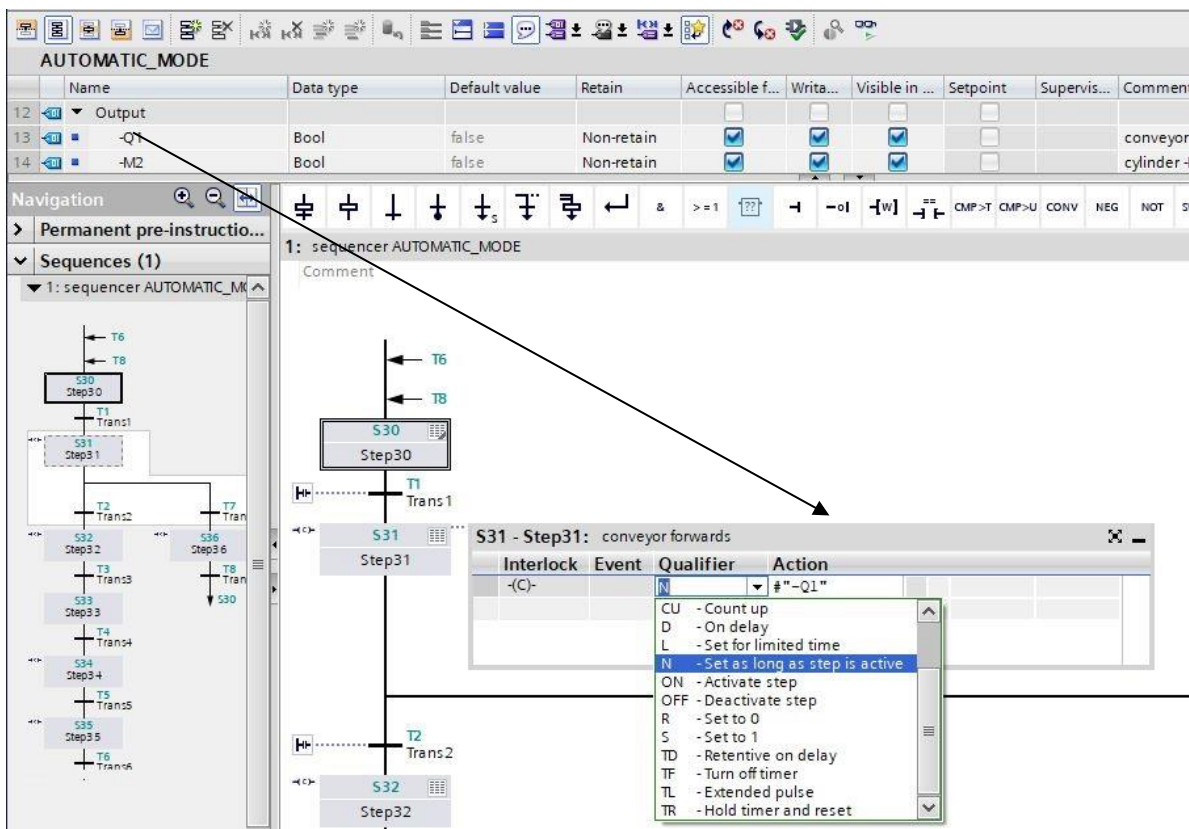 AUTOMATIC_MODE
Name Data type Default value Retain Accessible f... Writa... Visible in ... Setpoint Supervis... Comment
12 Output
13 -Q1 Bool false Non-retain conveyor
14 -M2 Bool false Non-retain cylinder -
Navigation
& >=1 ?? CMP>T CMP>U CONV NEG NOT
Permanent pre-instructio...
Sequences (1)
1: sequencer AUTOMATIC_M
T6
T8
S30
Step30
T1
Trans1
S31
Step31
T2
Trans2
T7
Tran
S32
Step32
S36
Step36
T3
Trans3
T8
Tran
S33
Step33
S30
T4
Trans4
S34
Step34
T5
Trans5
S35
Step35
T6
Trans6
1: sequencer AUTOMATIC_MODE
Comment
T6
T8
S30
Step30
T1
Trans1
S31
Step31
S31 - Step31: conveyor forwards
Interlock Event Qualifier Action
-(C)- N #"-Q1"
CU - Count up
D - On delay
L - Set for limited time
N - Set as long as step is active
ON - Activate step
OFF - Deactivate step
R - Set to 0
S - Set to 1
TD - Retentive on delay
TF - Turn off timer
TL - Extended pulse
TR - Hold timer and reset
T2
Trans2
S32
Step32